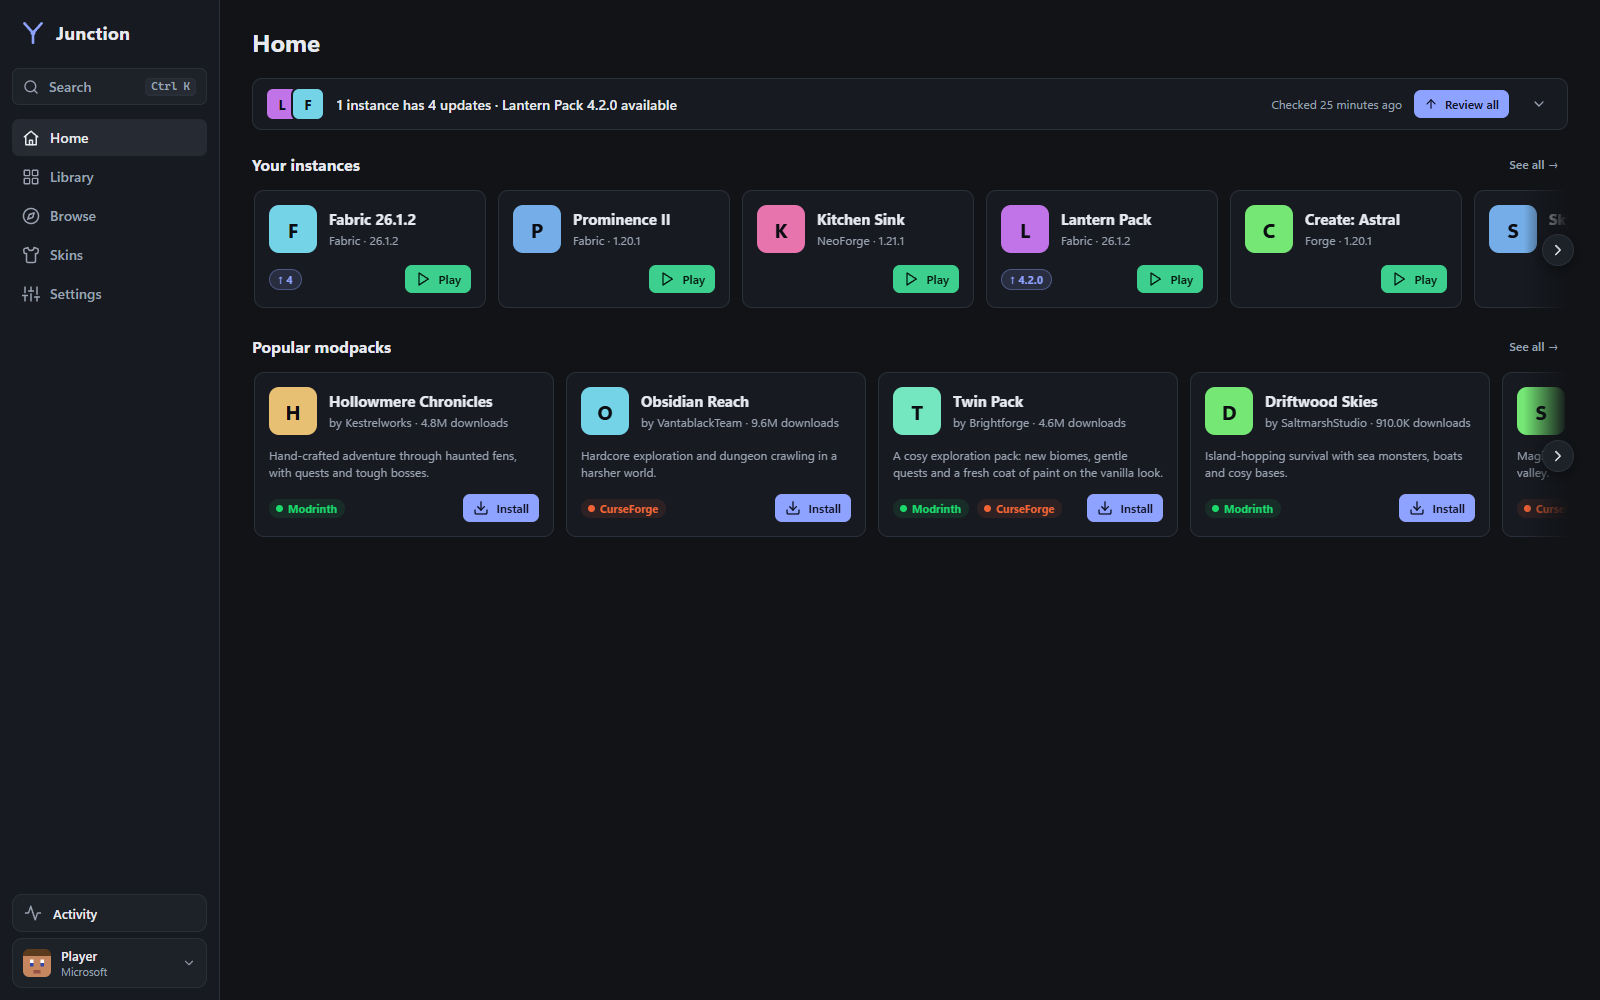 Junction
Search
Ctrl K
Home
Library
Browse
Skins
Settings
Activity
Player
Microsoft
Home
L
F
1 instance has 4 updates · Lantern Pack 4.2.0 available
Checked 25 minutes ago
↑ Review all
Your instances
See all →
F
Fabric 26.1.2
Fabric · 26.1.2
↑ 4
Play
P
Prominence II
Fabric · 1.20.1
Play
K
Kitchen Sink
NeoForge · 1.21.1
Play
L
Lantern Pack
Fabric · 26.1.2
↑ 4.2.0
Play
C
Create: Astral
Forge · 1.20.1
Play
S
Sk
Popular modpacks
See all →
H
Hollowmere Chronicles
by Kestrelworks · 4.8M downloads
Hand-crafted adventure through haunted fens,
with quests and tough bosses.
Modrinth
Install
O
Obsidian Reach
by VantablackTeam · 9.6M downloads
Hardcore exploration and dungeon crawling in a
harsher world.
CurseForge
Install
T
Twin Pack
by Brightforge · 4.6M downloads
A cosy exploration pack: new biomes, gentle
quests and a fresh coat of paint on the vanilla look.
Modrinth
CurseForge
Install
D
Driftwood Skies
by SaltmarshStudio · 910.0K downloads
Island-hopping survival with sea monsters, boats
and cosy bases.
Modrinth
Install
S
valley.